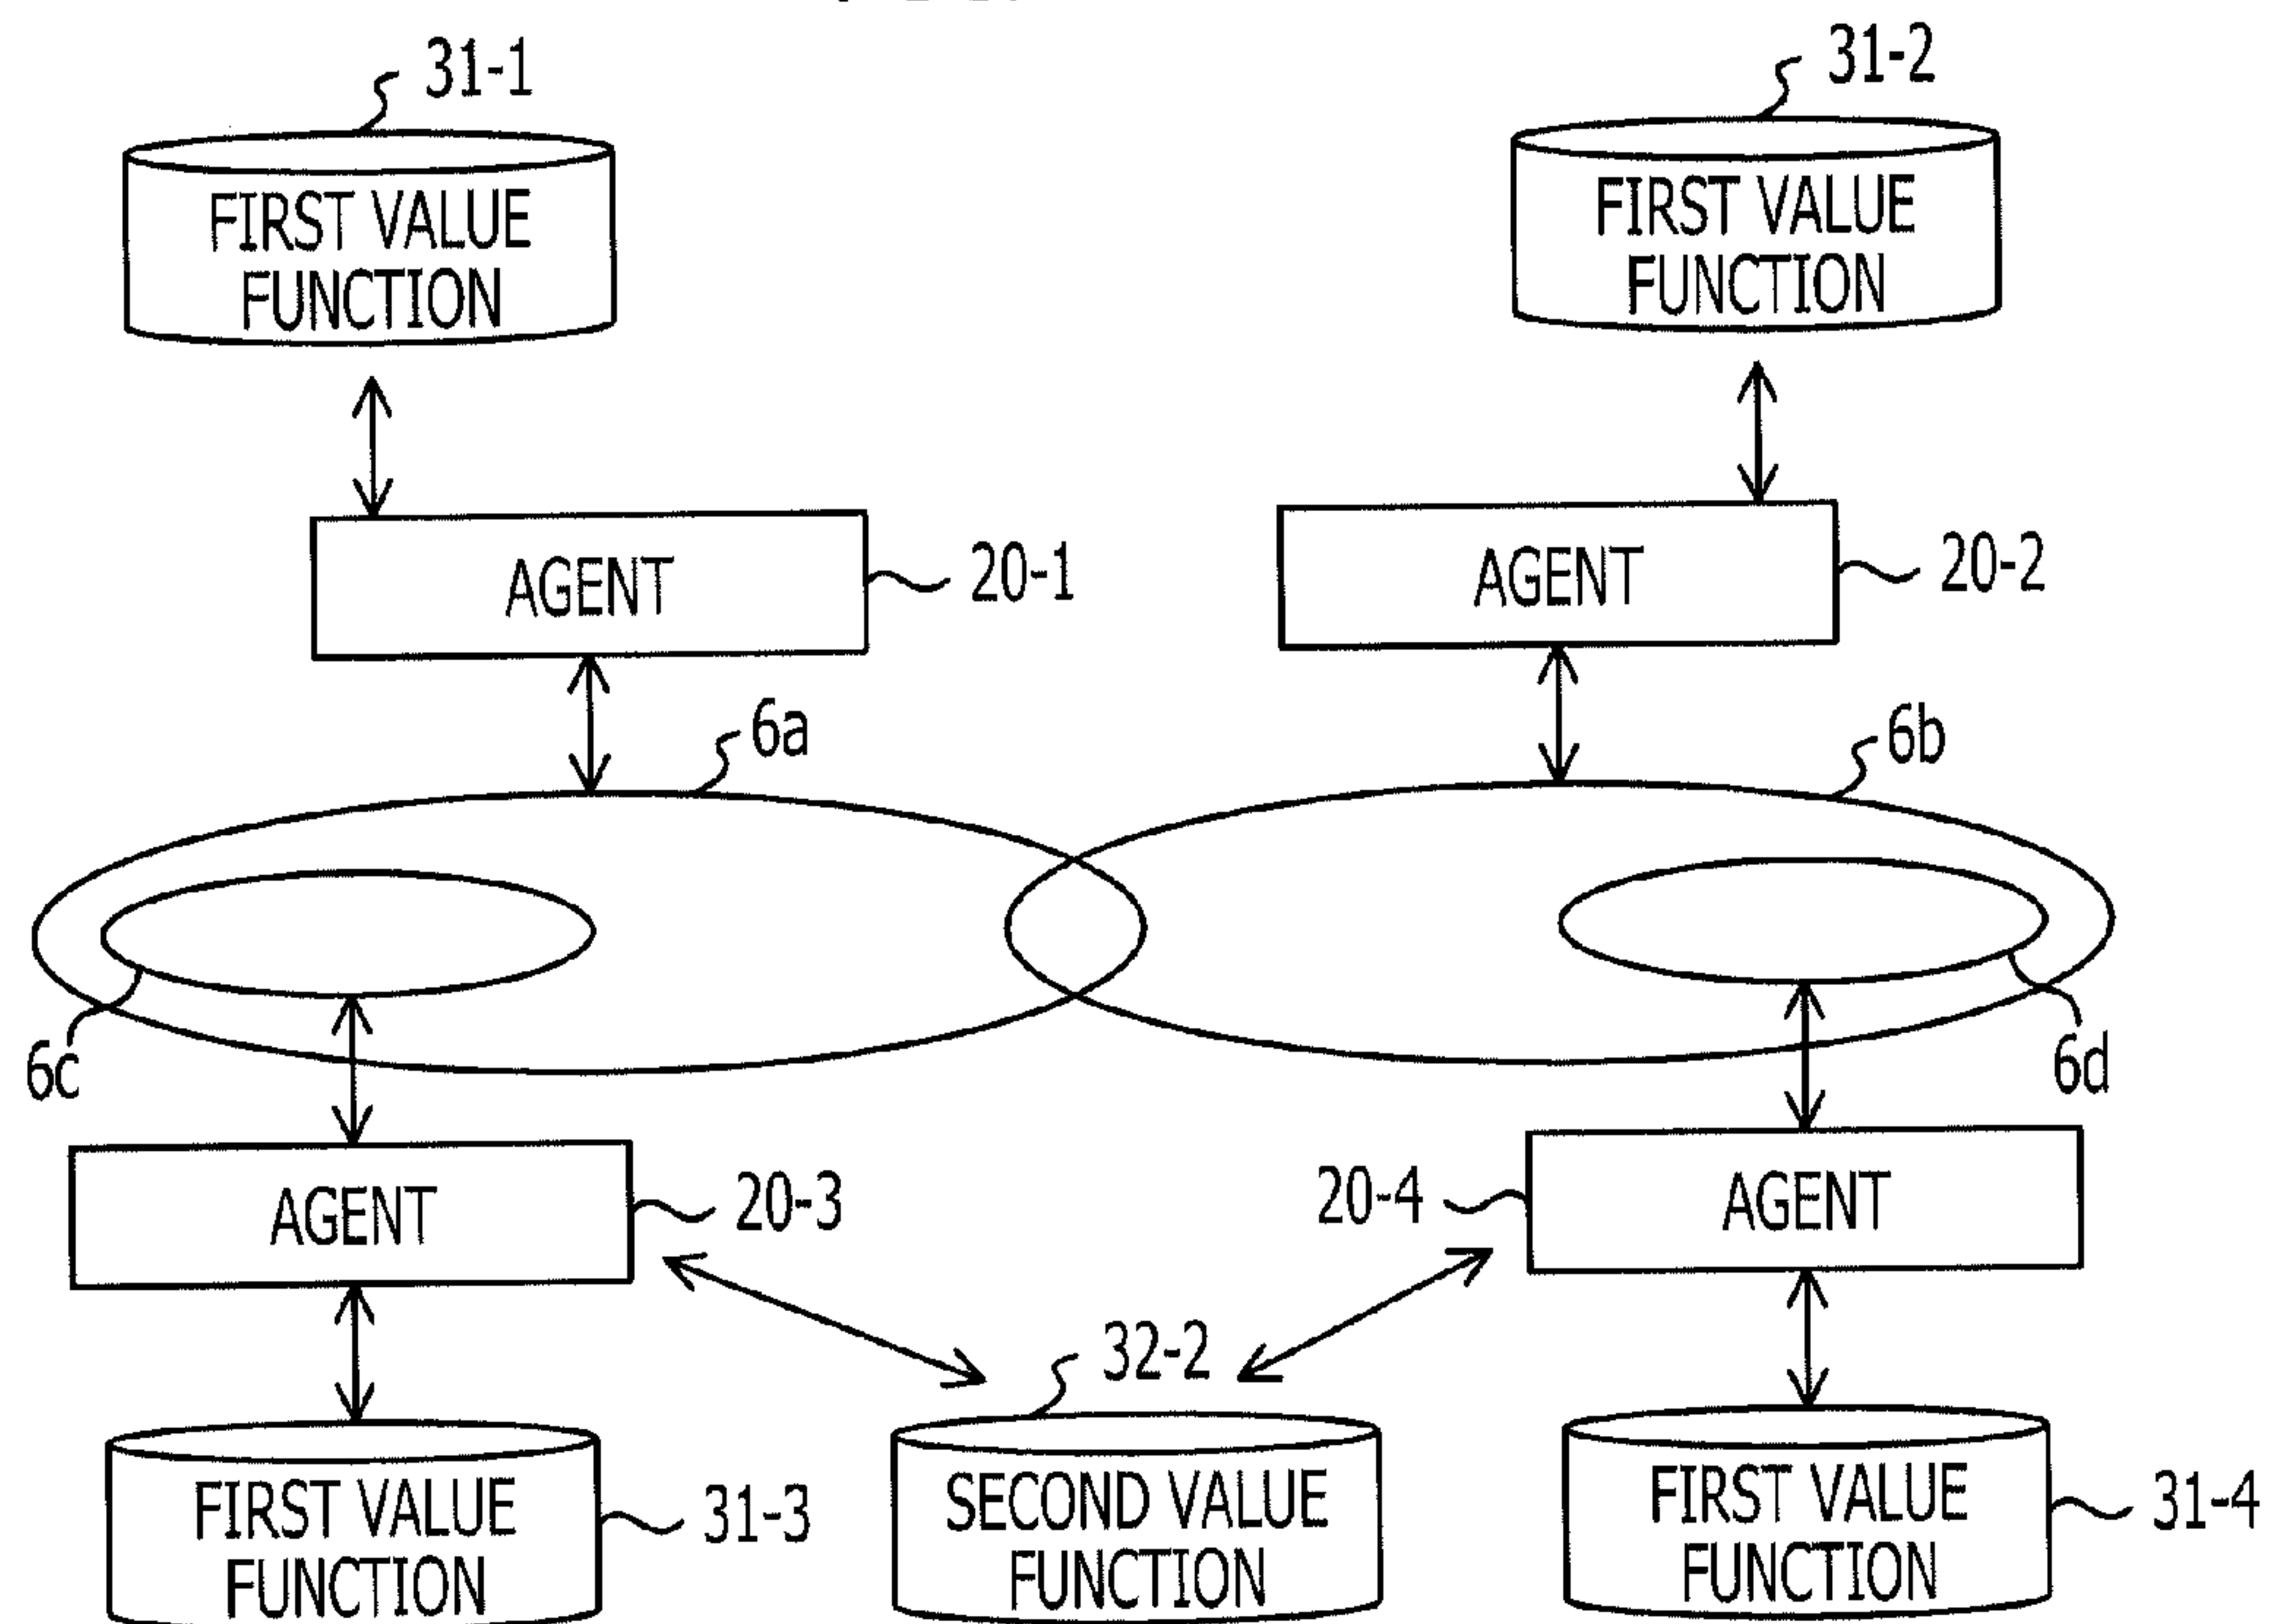 31-1
31-2
FIRST VALUE
FUNCTION
FIRST VALUE
FUNCTION
AGENT
20-1
AGENT
20-2
6a
6b
6c
6d
AGENT
20-3
20-4
AGENT
32-2
FIRST VALUE
FUNCTION
31-3
SECOND VALUE
FUNCTION
FIRST VALUE
FUNCTION
31-4